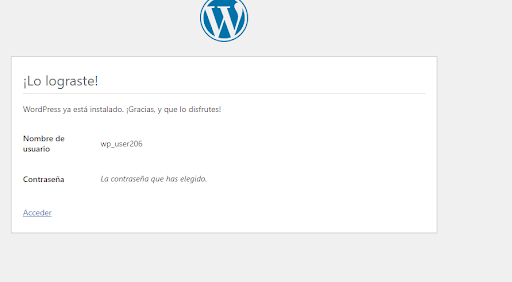 ¡Lo lograste!
WordPress ya está instalado. ¡Gracias, y que lo disfrutes!
Nombre de
usuario
wp_user206
Contraseña
La contraseña que has elegido.
Acceder